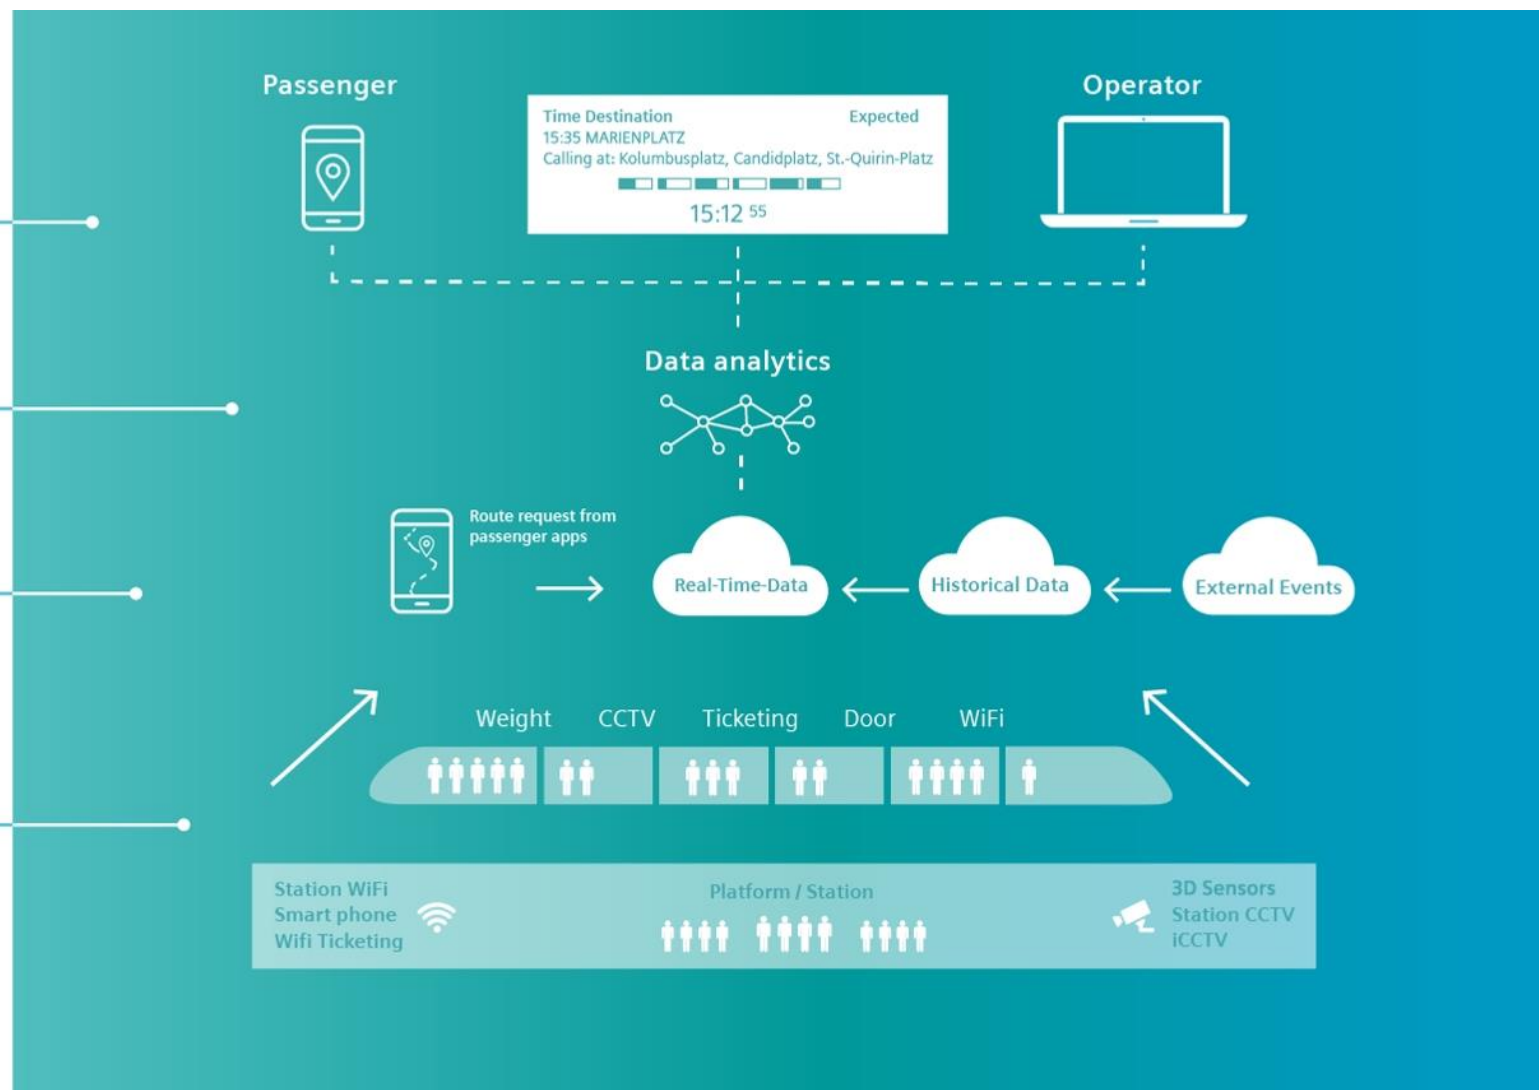 Passenger
Operator
Time Destination Expected
15:35 MARIENPLATZ
Calling at: Kolumbusplatz, Candidplatz, St.-Quirin-Platz
15:12 55
Data analytics
Route request from
passenger apps
Real-Time-Data
Historical Data
External Events
Weight CCTV Ticketing Door WiFi
Station WiFi
Smart phone
Wifi Ticketing
Platform / Station
3D Sensors
Station CCTV
iCCTV